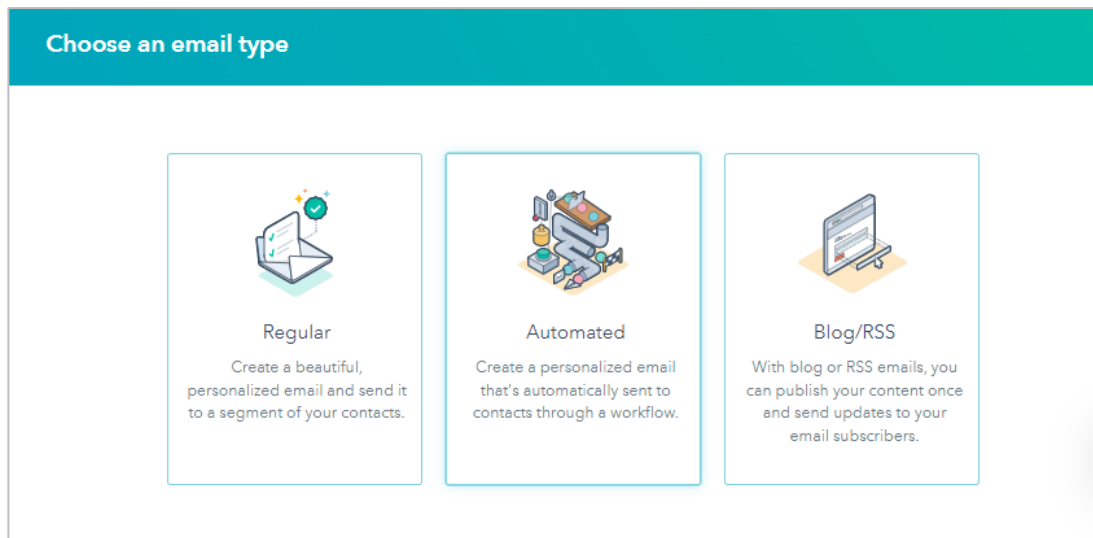 Choose an email type
Regular
Create a beautiful,
personalized email and send it
to a segment of your contacts.
Automated
Create a personalized email
that's automatically sent to
contacts through a workflow.
Blog/RSS
With blog or RSS emails, you
can publish your content once
and send updates to your
email subscribers.